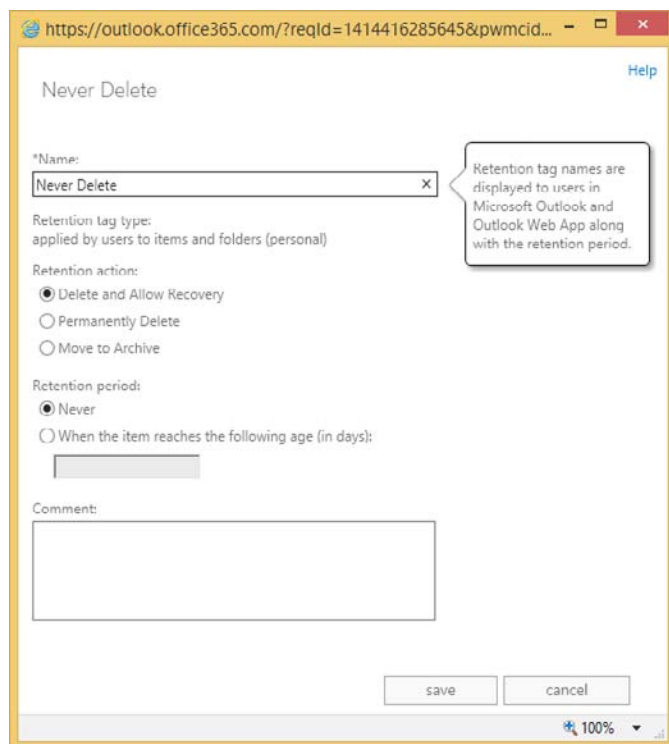 https://outlook.office365.com/?reqId=1414416285645&pwmcid...
Help
Never Delete
*Name:
Never Delete
Retention tag names are
displayed to users in
Microsoft Outlook and
Outlook Web App along
with the retention period.
Retention tag type:
applied by users to items and folders (personal)
Retention action:
Delete and Allow Recovery
Permanently Delete
Move to Archive
Retention period:
Never
When the item reaches the following age (in days):
Comment:
save cancel
100%